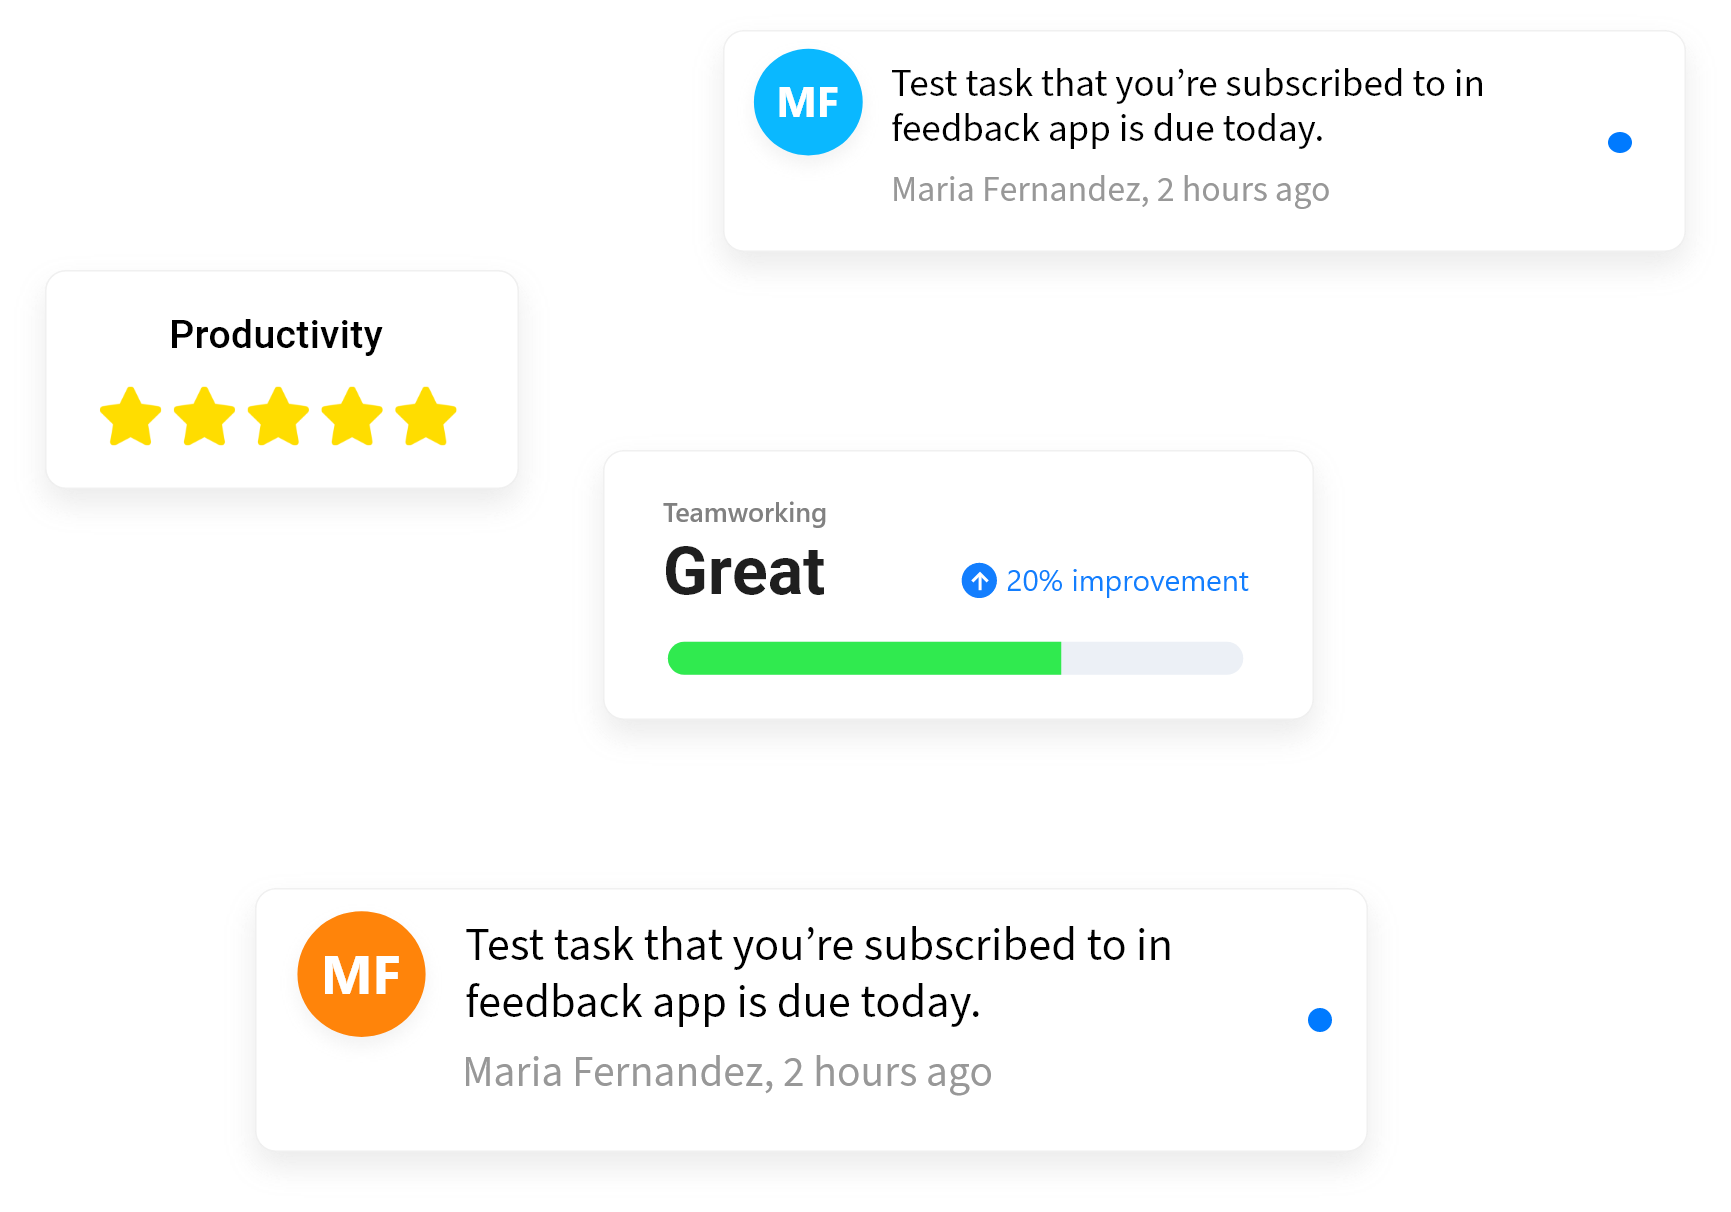 MF
Test task that you’re subscribed to in
feedback app is due today.
Maria Fernandez, 2 hours ago
Productivity
Teamworking
Great
20% improvement
MF
Test task that you’re subscribed to in
feedback app is due today.
Maria Fernandez, 2 hours ago